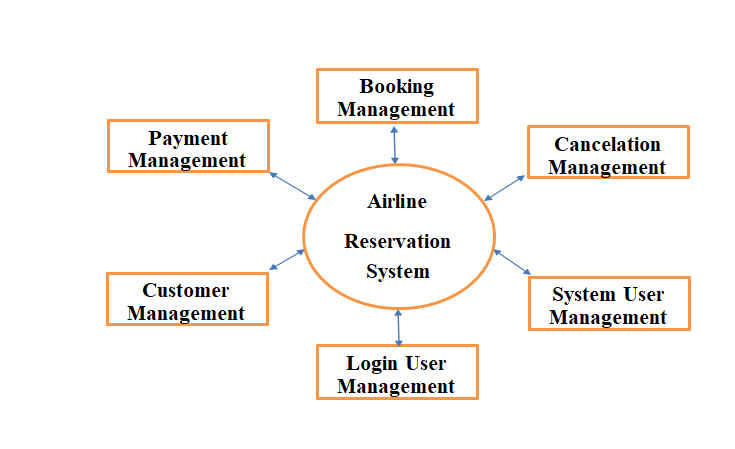 Booking
Management
Payment
Management
Cancelation
Management
Airline
Reservation
System
Customer
Management
System User
Management
Login User
Management